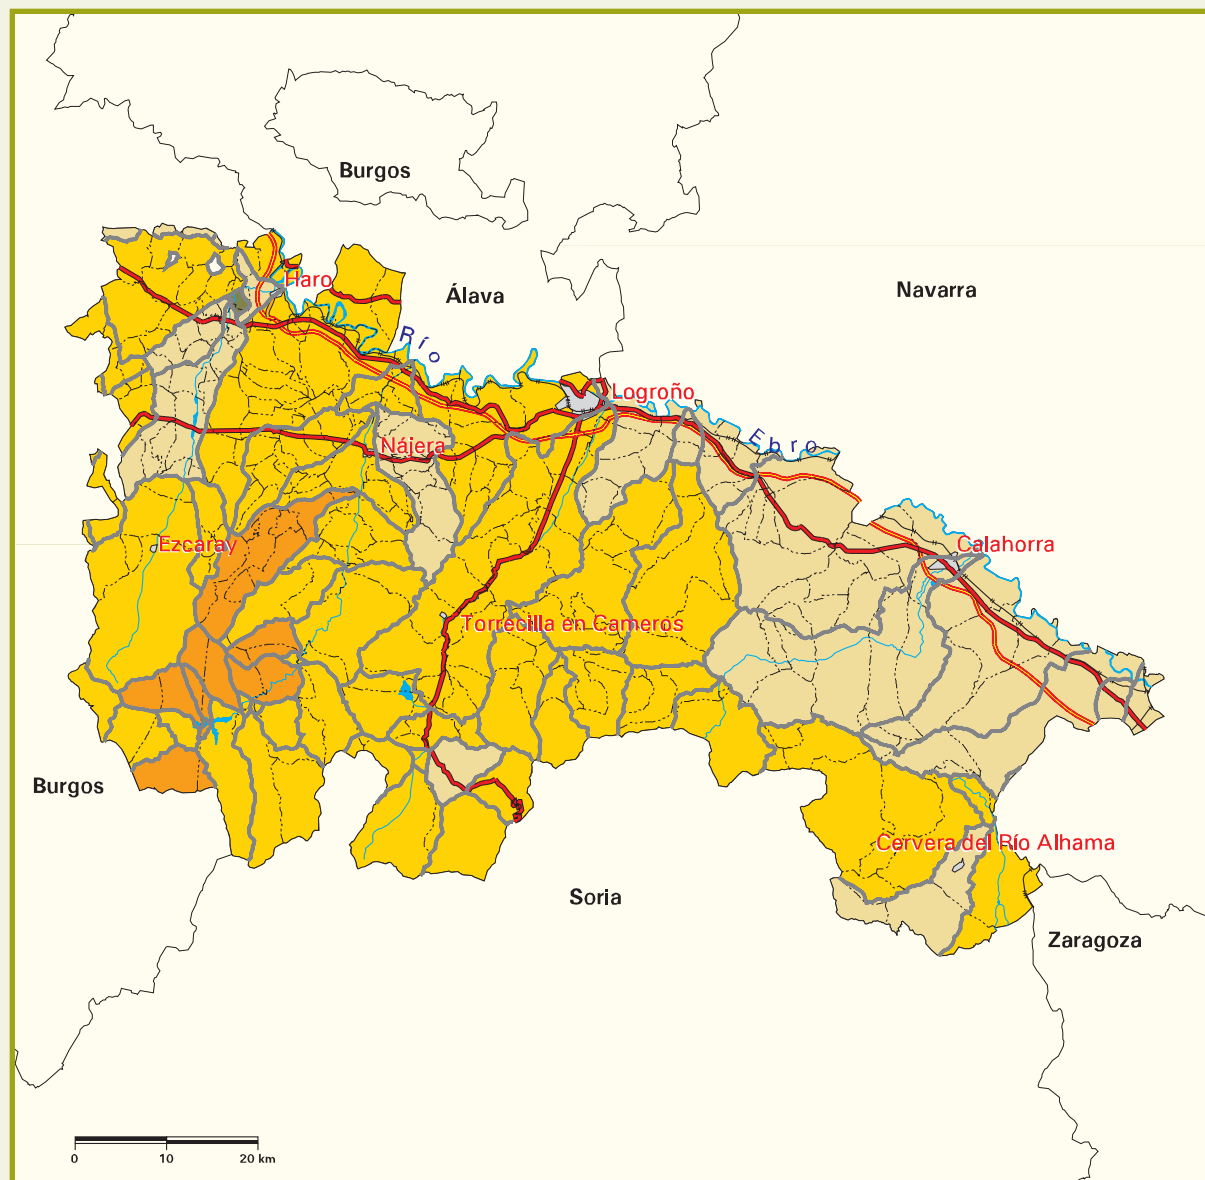 Burgos
Haro
Álava
Navarra
Río
Logroño
Ebro
Nájera
Ezcaray
Calahorra
Torrecilla en Cameros
Burgos
Cervera del Río Alhama
Soria
Zaragoza
0 10 20 km